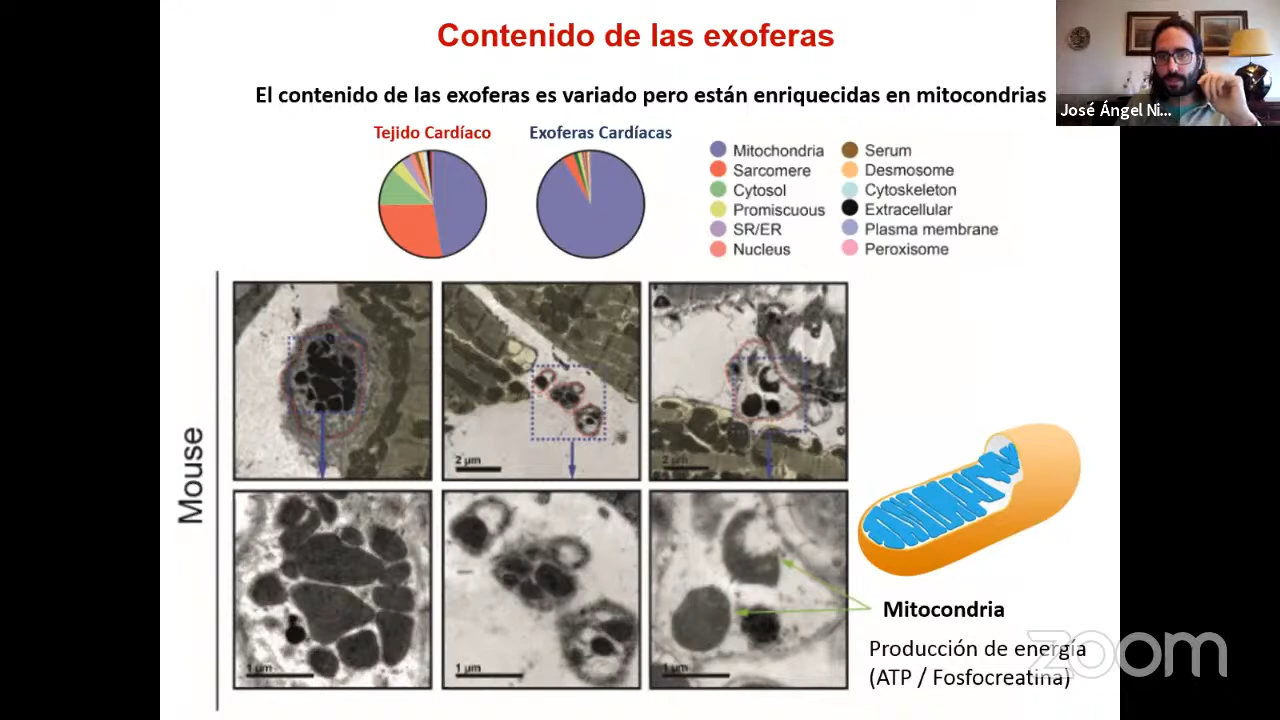 Contenido de las exoferas
José Ángel Ni...
El contenido de las exoferas es variado pero están enriquecidas en mitocondrias
Tejido Cardíaco
Exoferas Cardíacas
Mitochondria
Sarcomere
Cytosol
Promiscuous
SR/ER
Nucleus
Serum
Desmosome
Cytoskeleton
Extracellular
Plasma membrane
Peroxisome
Mouse
2 µm
2 µm
1 µm
1 µm
1 µm
Mitocondria
Producción de energía
(ATP / Fosfocreatina)
zoom